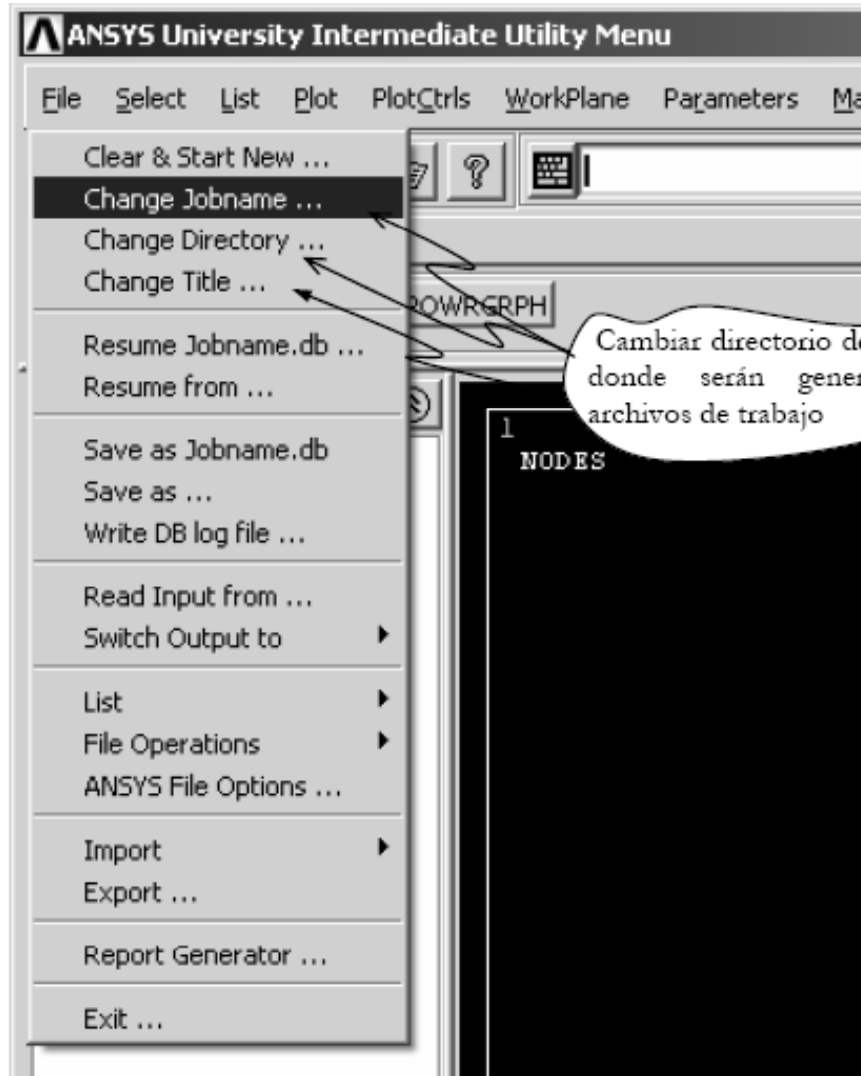 ANSYS University Intermediate Utility Menu
File Select List Plot PlotCtrls WorkPlane Parameters
Clear & Start New ...
Change Jobname ...
Change Directory ...
Change Title ...
POWRGRPH
Resume Jobname.db ...
Resume from ...
Save as Jobname.db
Save as ...
Write DB log file ...
Read Input from ...
Switch Output to
List
File Operations
ANSYS File Options ...
Import
Export ...
Report Generator ...
Exit ...
Cambiar directorio
donde serán
archivos de trabajo
1
NODES